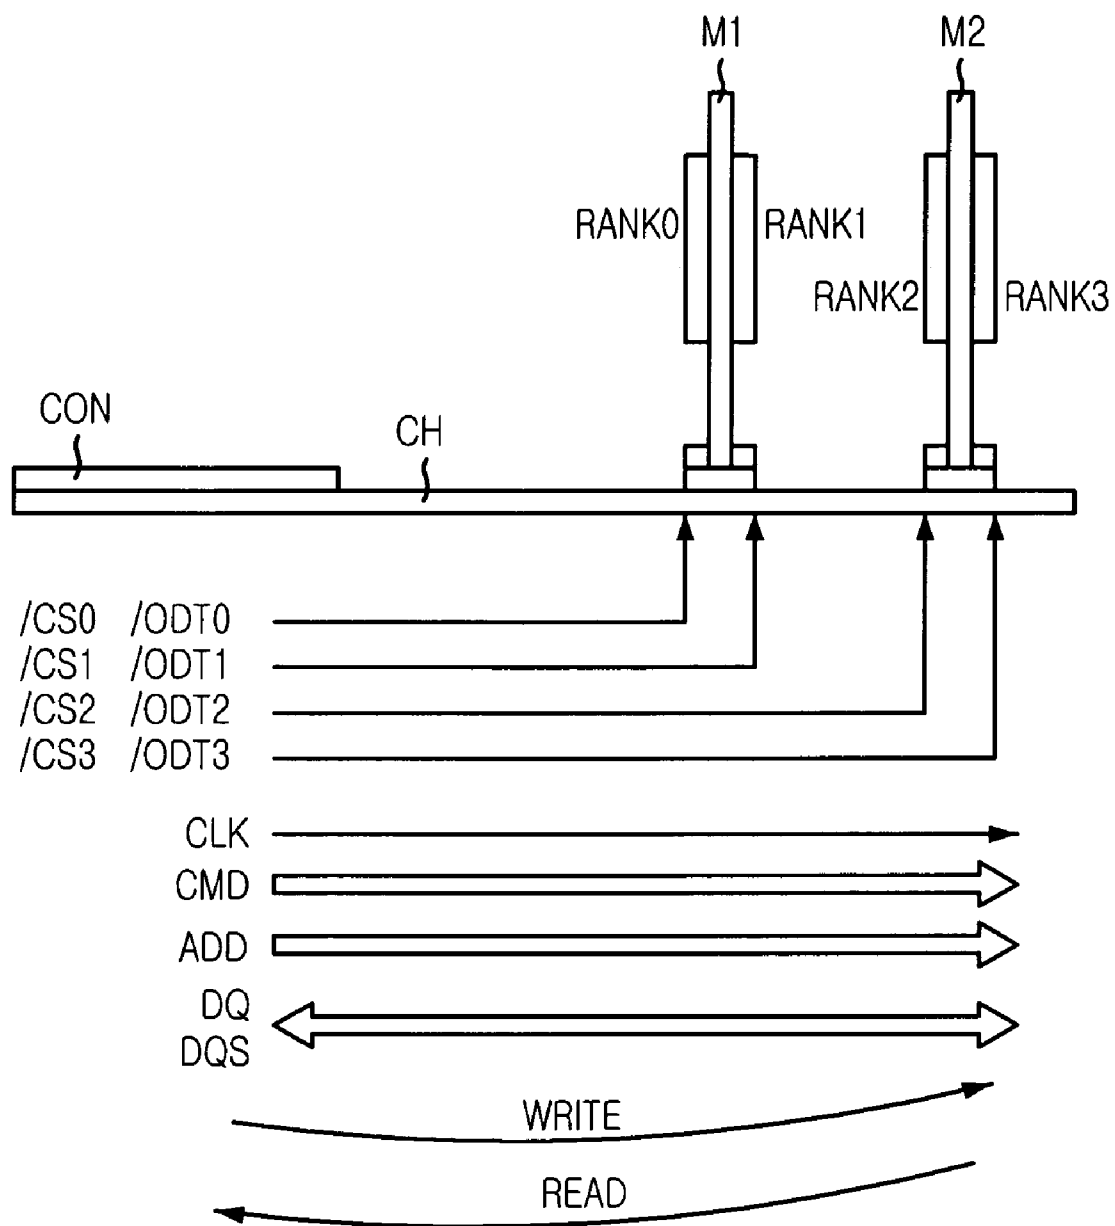 M1 M2
RANK0 RANK1
RANK2 RANK3
CON
CH
/CS0 /ODT0
/CS1 /ODT1
/CS2 /ODT2
/CS3 /ODT3
CLK
CMD
ADD
DQ
DQS
WRITE
READ